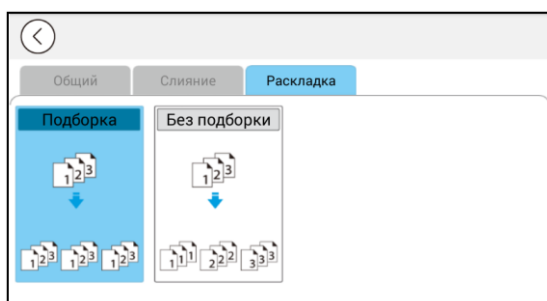 Общий Слияние Раскладка
Подборка Без подборки
1 2 3 1 2 3
1 2 3 1 2 3 1 2 3 1 1 1 2 2 2 3 3 3